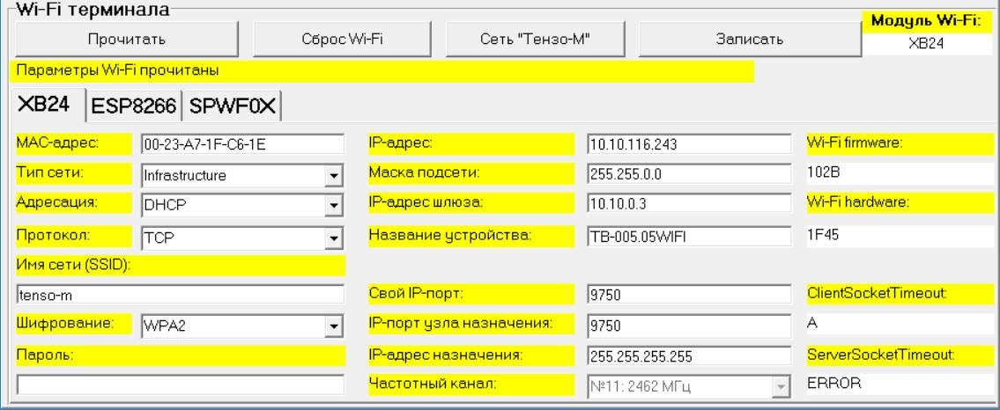 Wi-Fi терминала
Прочитать Сброс Wi-Fi Сеть "Тензо-М" Записать Модуль Wi-Fi:
XB24
Параметры Wi-Fi прочитаны
XB24 ESP8266 SPWF0X
MAC-адрес: 00-23-A7-1F-C6-1E IP-адрес: 10.10.116.243 Wi-Fi firmware:
Тип сети: Infrastructure Маска подсети: 255.255.0.0 102B
Адресация: DHCP IP-адрес шлюза: 10.10.0.3 Wi-Fi hardware:
Протокол: TCP Название устройства: TB-005.05WIFI 1F45
Имя сети (SSID):
tenso-m Свой IP-порт: 9750 ClientSocketTimeout:
Шифрование: WPA2 IP-порт узла назначения: 9750 A
Пароль: IP-адрес назначения: 255.255.255.255 ServerSocketTimeout:
Частотный канал: №11: 2462 МГц ERROR